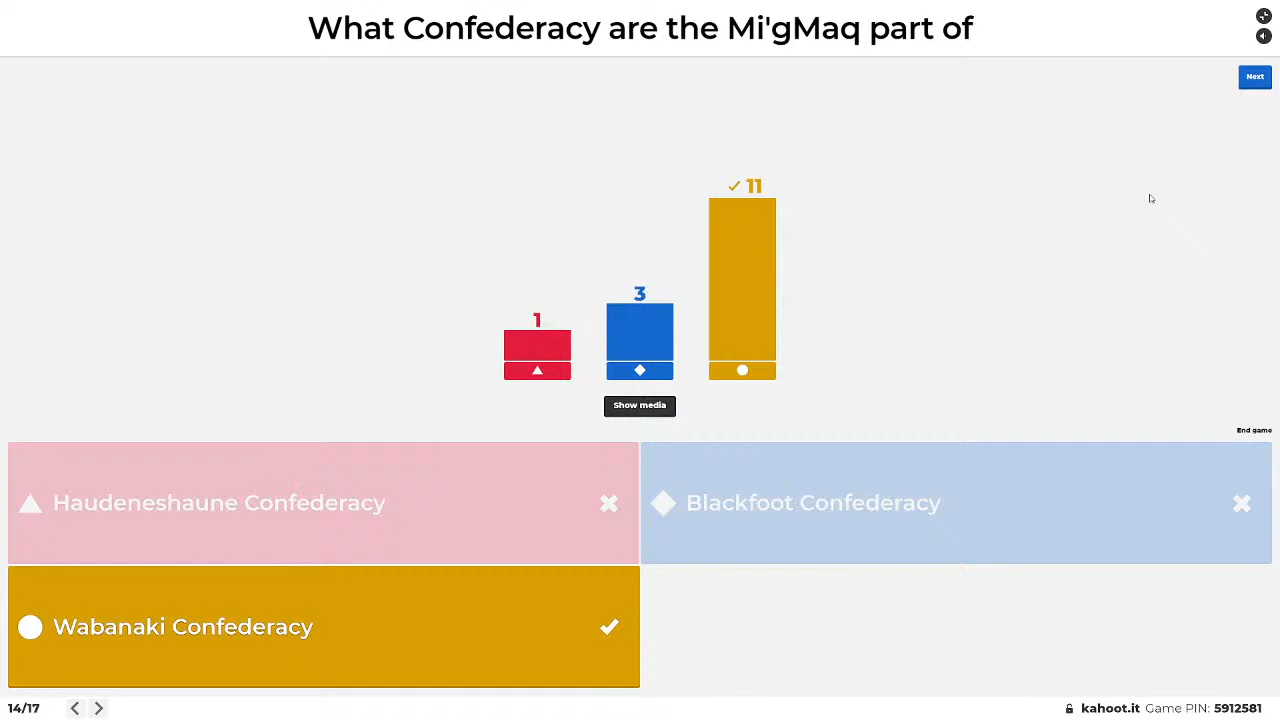 What Confederacy are the Mi'gMaq part of
Next
11
3
1
Show media
End game
Haudeneshaune Confederacy
Blackfoot Confederacy
Wabanaki Confederacy
14/17
kahoot.it Game PIN: 5912581